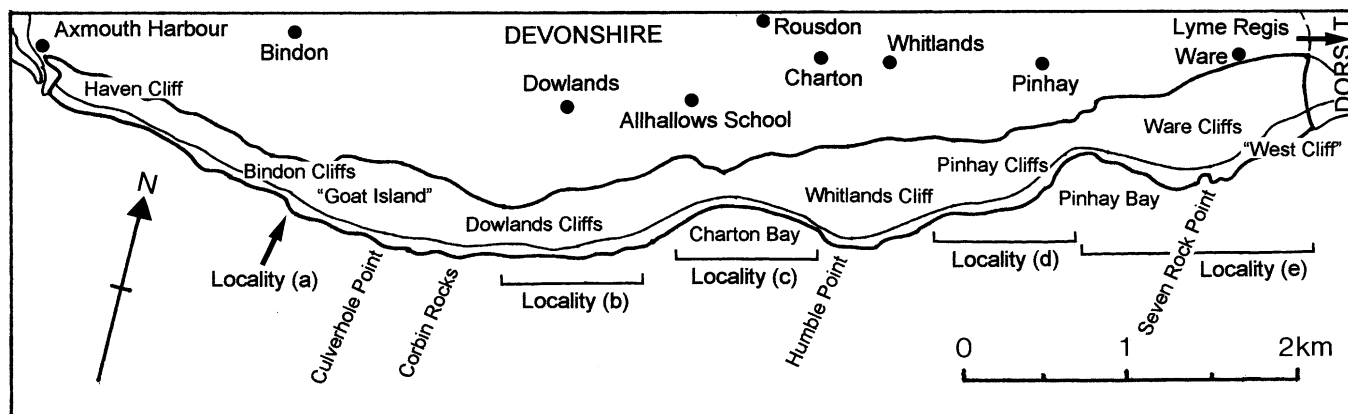 Axmouth Harbour
Bindon
DEVONSHIRE
Rousdon
Whitlands
Charton
Lyme Regis
Ware
DORSET
Dowlands
Allhallows School
Pinhay
Haven Cliff
Bindon Cliffs
"Goat Island"
Dowlands Cliffs
Charton Bay
Whitlands Cliff
Pinhay Cliffs
Pinhay Bay
Ware Cliffs
"West Cliff"
N
Locality (a)
Culverhole Point
Corbin Rocks
Locality (b)
Locality (c)
Humble Point
Locality (d)
Seven Rock Point
Locality (e)
0 1 2km